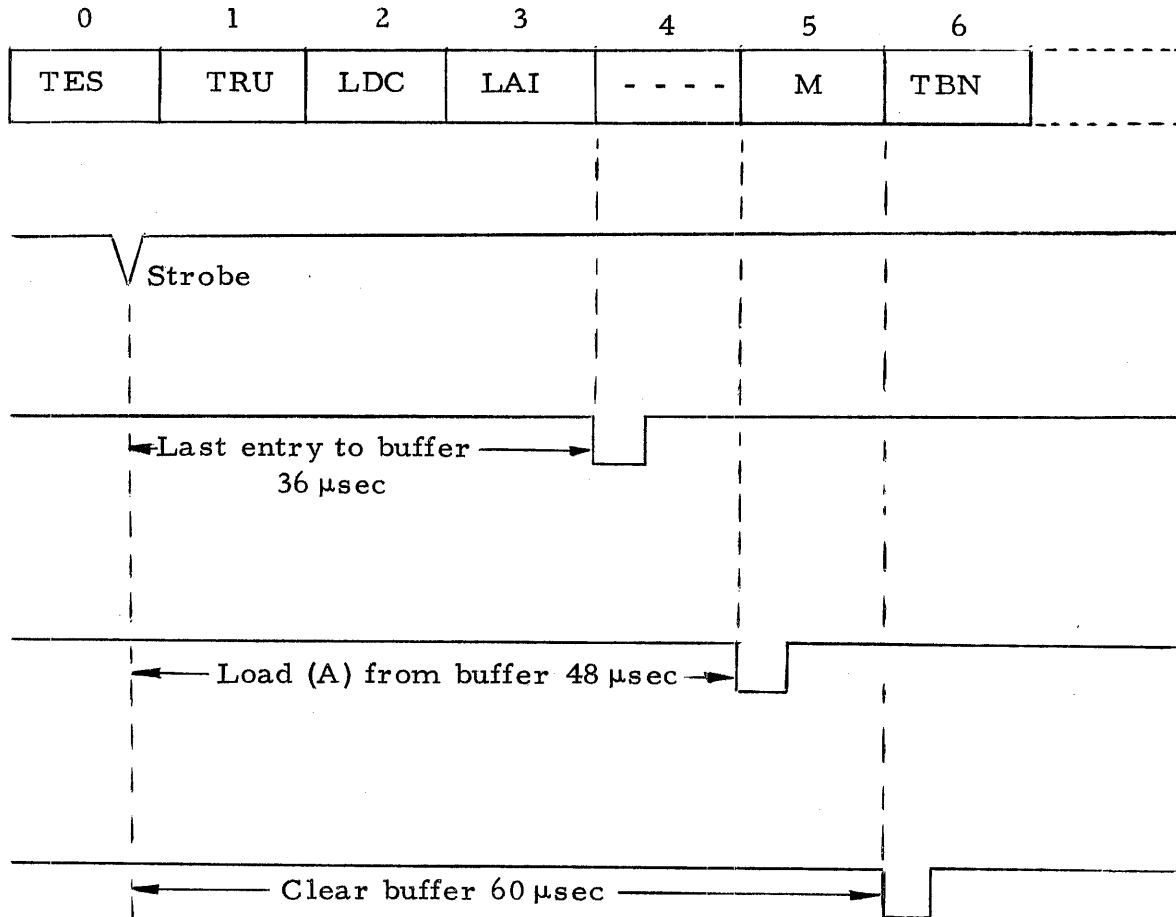 0 1 2 3 4 5 6
TES TRU LDC LAI - - - - M TBN
Strobe
Last entry to buffer
36 μsec
Load (A) from buffer 48 μsec
Clear buffer 60 μsec